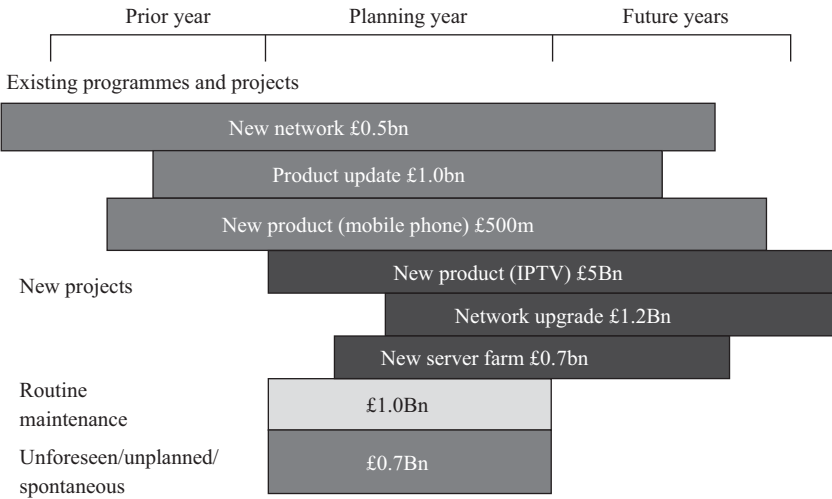 Prior year
Planning year
Future years
Existing programmes and projects
New network £0.5bn
Product update £1.0bn
New product (mobile phone) £500m
New product (IPTV) £5Bn
New projects
Network upgrade £1.2Bn
New server farm £0.7bn
Routine
maintenance
£1.0Bn
Unforeseen/unplanned/
spontaneous
£0.7Bn